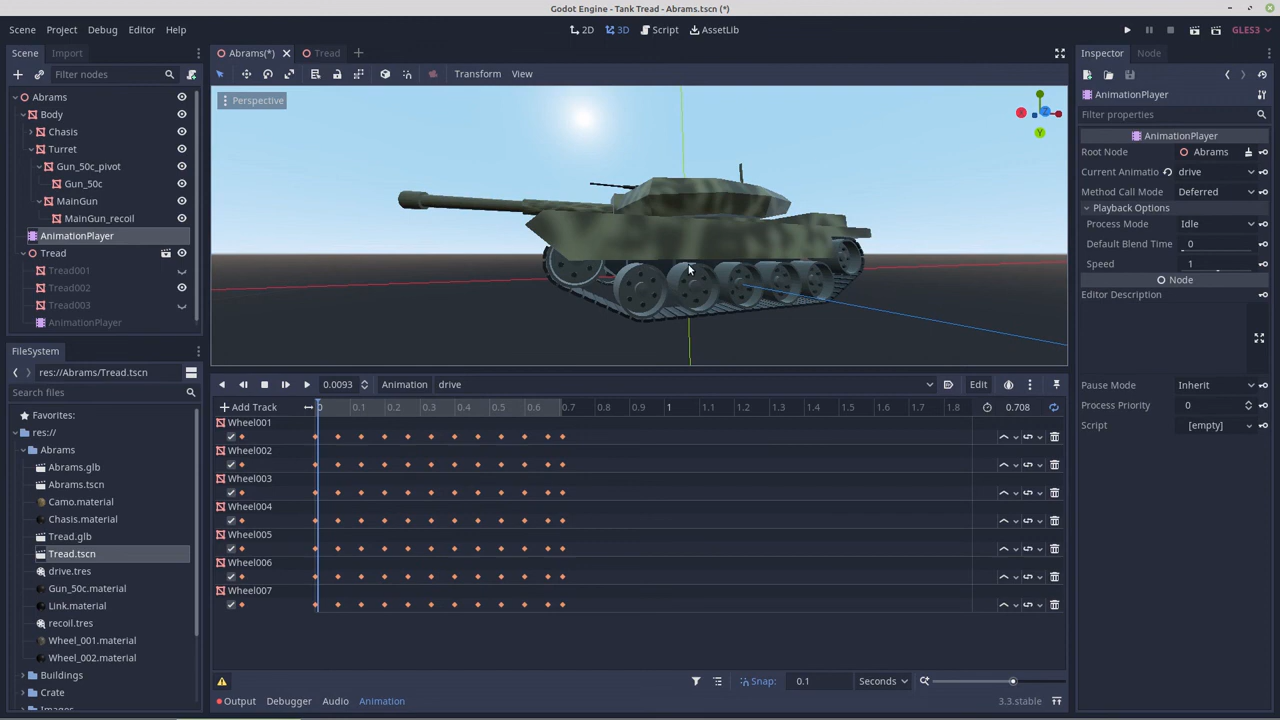 Godot Engine - Tank Tread - Abrams.tscn (*)
Scene Project Debug Editor Help
2D 3D Script AssetLib
GLES3
Scene Import
Filter nodes
Abrams
Body
Chasis
Turret
Gun_50c_pivot
Gun_50c
MainGun
MainGun_recoil
AnimationPlayer
Tread
Tread001
Tread002
Tread003
AnimationPlayer
FileSystem
res://Abrams/Tread.tscn
Search files
Favorites:
res://
Abrams
Abrams.glb
Abrams.tscn
Camo.material
Chasis.material
Tread.glb
Tread.tscn
drive.tres
Gun_50c.material
Link.material
recoil.tres
Wheel_001.material
Wheel_002.material
Buildings
Crate
Images
Abrams(*) Tread
Transform View
Perspective
X Z Y
0.0093 Animation drive Edit
Add Track 0 0.1 0.2 0.3 0.4 0.5 0.6 0.7 0.8 0.9 1 1.1 1.2 1.3 1.4 1.5 1.6 1.7 1.8 0.708
Wheel001
Wheel002
Wheel003
Wheel004
Wheel005
Wheel006
Wheel007
Snap: 0.1 Seconds
Output Debugger Audio Animation 3.3.stable
Inspector Node
AnimationPlayer
Filter properties
AnimationPlayer
Root Node Abrams
Current Animatio drive
Method Call Mode Deferred
Playback Options
Process Mode Idle
Default Blend Time 0
Speed 1
Node
Editor Description
Pause Mode Inherit
Process Priority 0
Script [empty]